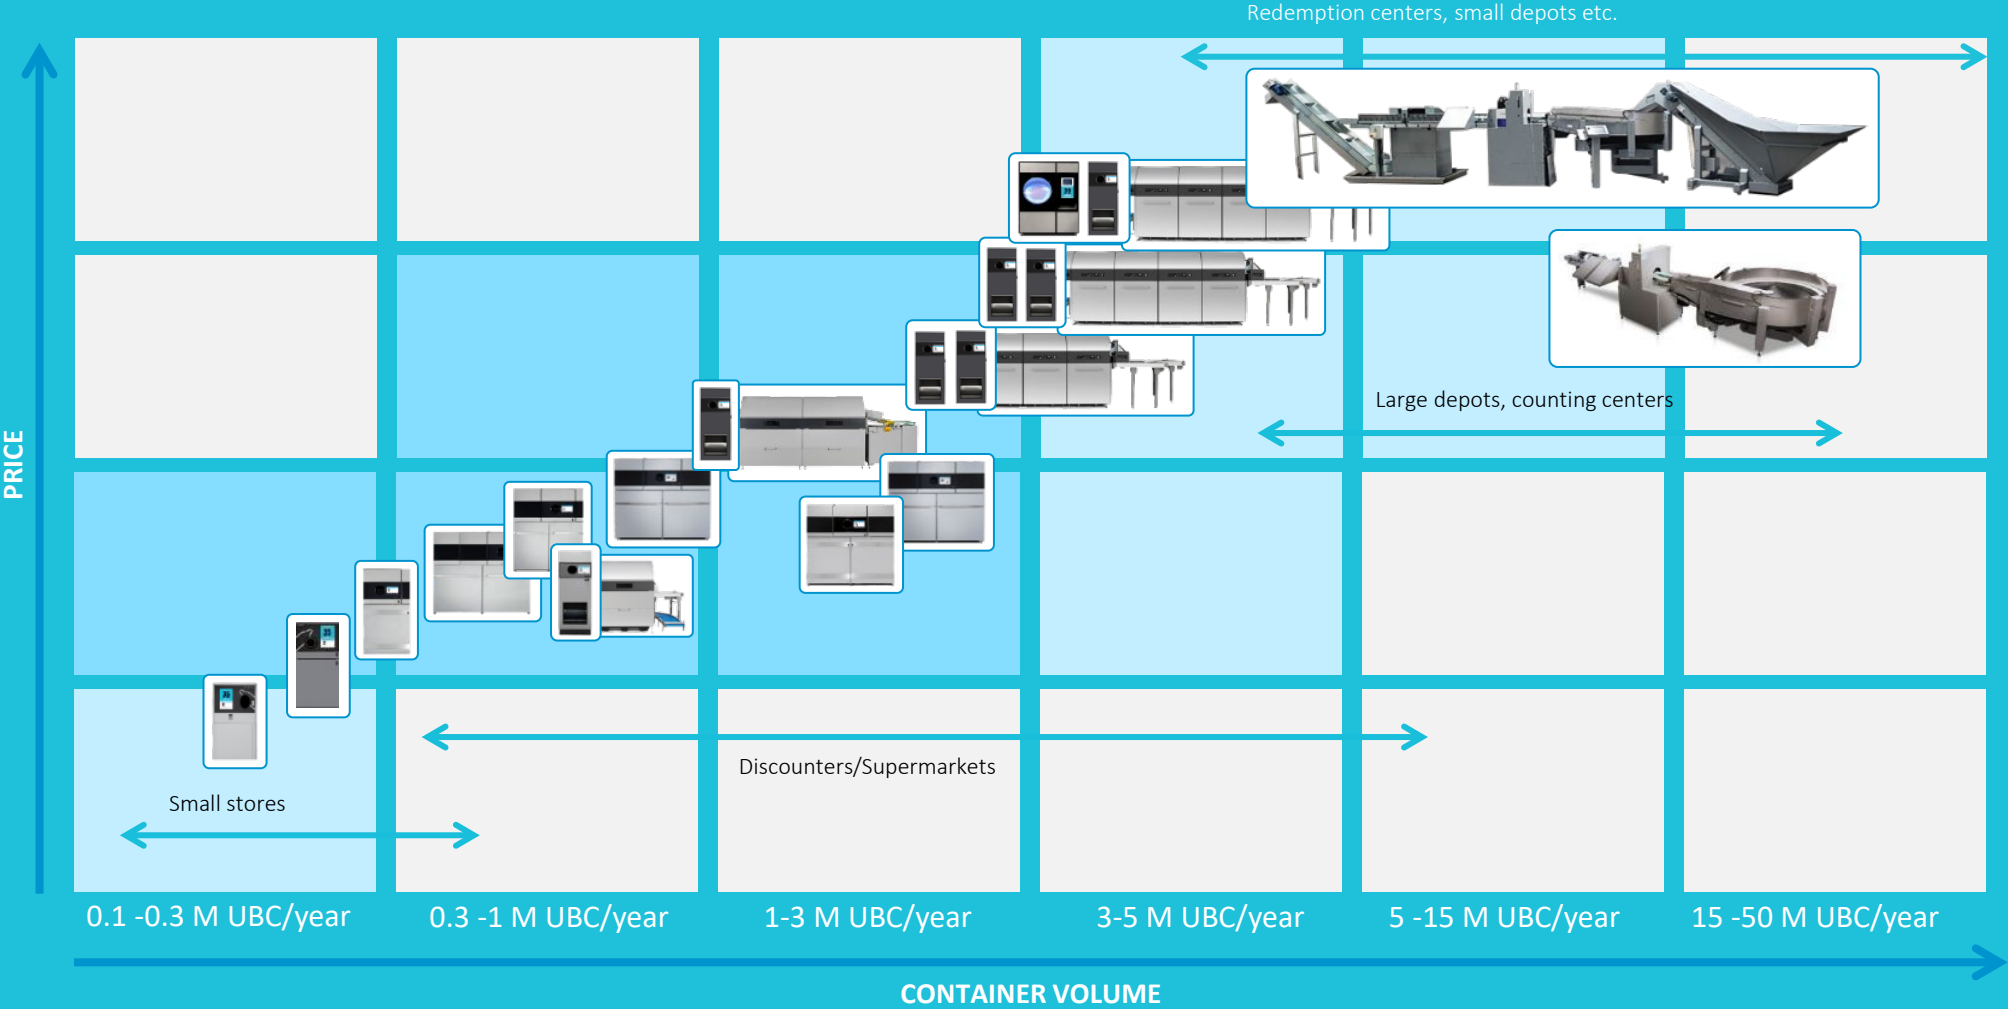 Redemption centers, small depots etc.
PRICE
Large depots, counting centers
Discounters/Supermarkets
Small stores
0.1 -0.3 M UBC/year
0.3 -1 M UBC/year
1-3 M UBC/year
3-5 M UBC/year
5 -15 M UBC/year
15 -50 M UBC/year
CONTAINER VOLUME